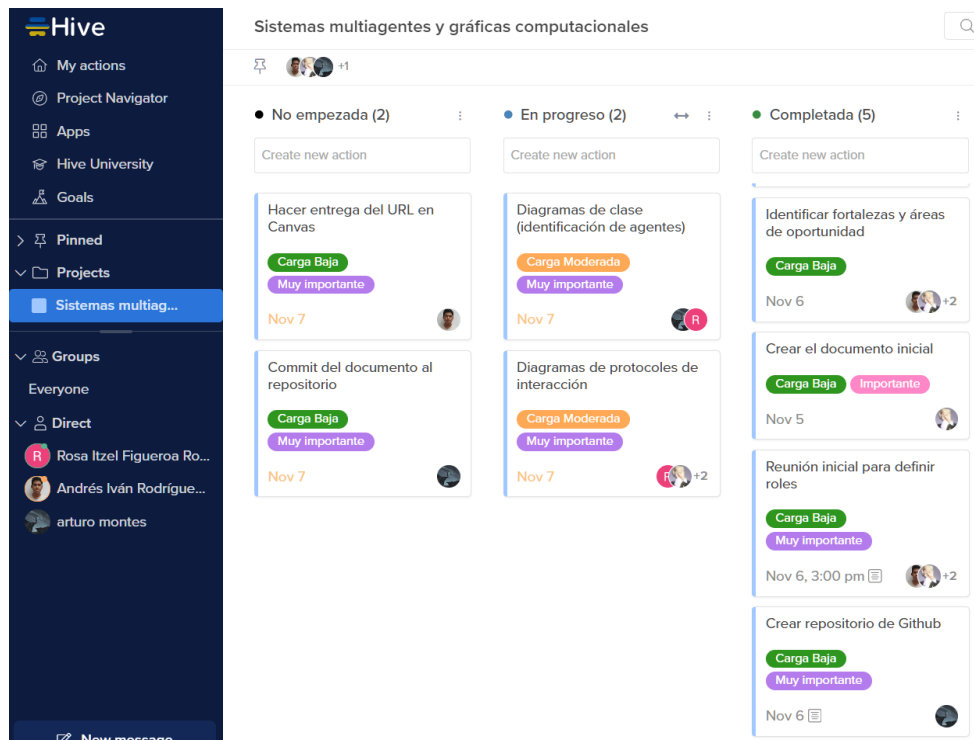 Hive
My actions
Project Navigator
Apps
Hive University
Goals
Pinned
Projects
Sistemas multiag...
Groups
Everyone
Direct
R
Rosa Itzel Figueroa Ro...
Andrés Iván Rodrígue...
arturo montes
New message
Sistemas multiagentes y gráficas computacionales
+1
No empezada (2)
Create new action
Hacer entrega del URL en
Canvas
Carga Baja
Muy importante
Nov 7
Commit del documento al
repositorio
Carga Baja
Muy importante
Nov 7
En progreso (2)
Create new action
Diagramas de clase
(identificación de agentes)
Carga Moderada
Muy importante
Nov 7
R
Diagramas de protocoles de
interacción
Carga Moderada
Muy importante
Nov 7
R
+2
Completada (5)
Create new action
Identificar fortalezas y áreas
de oportunidad
Carga Baja
Nov 6
+2
Crear el documento inicial
Carga Baja Importante
Nov 5
Reunión inicial para definir
roles
Carga Baja
Muy importante
Nov 6, 3:00 pm
+2
Crear repositorio de Github
Carga Baja
Muy importante
Nov 6